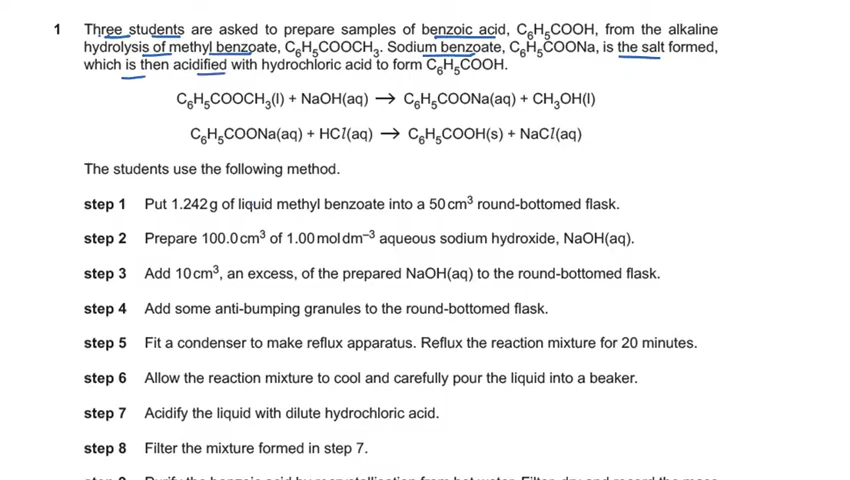 1 Three students are asked to prepare samples of benzoic acid, C₆H₅COOH, from the alkaline
hydrolysis of methyl benzoate, C₆H₅COOCH₃. Sodium benzoate, C₆H₅COONa, is the salt formed,
which is then acidified with hydrochloric acid to form C₆H₅COOH.
C₆H₅COOCH₃(l) + NaOH(aq) → C₆H₅COONa(aq) + CH₃OH(l)
C₆H₅COONa(aq) + HCl(aq) → C₆H₅COOH(s) + NaCl(aq)
The students use the following method.
step 1 Put 1.242 g of liquid methyl benzoate into a 50 cm³ round-bottomed flask.
step 2 Prepare 100.0 cm³ of 1.00 mol dm⁻³ aqueous sodium hydroxide, NaOH(aq).
step 3 Add 10 cm³, an excess, of the prepared NaOH(aq) to the round-bottomed flask.
step 4 Add some anti-bumping granules to the round-bottomed flask.
step 5 Fit a condenser to make reflux apparatus. Reflux the reaction mixture for 20 minutes.
step 6 Allow the reaction mixture to cool and carefully pour the liquid into a beaker.
step 7 Acidify the liquid with dilute hydrochloric acid.
step 8 Filter the mixture formed in step 7.